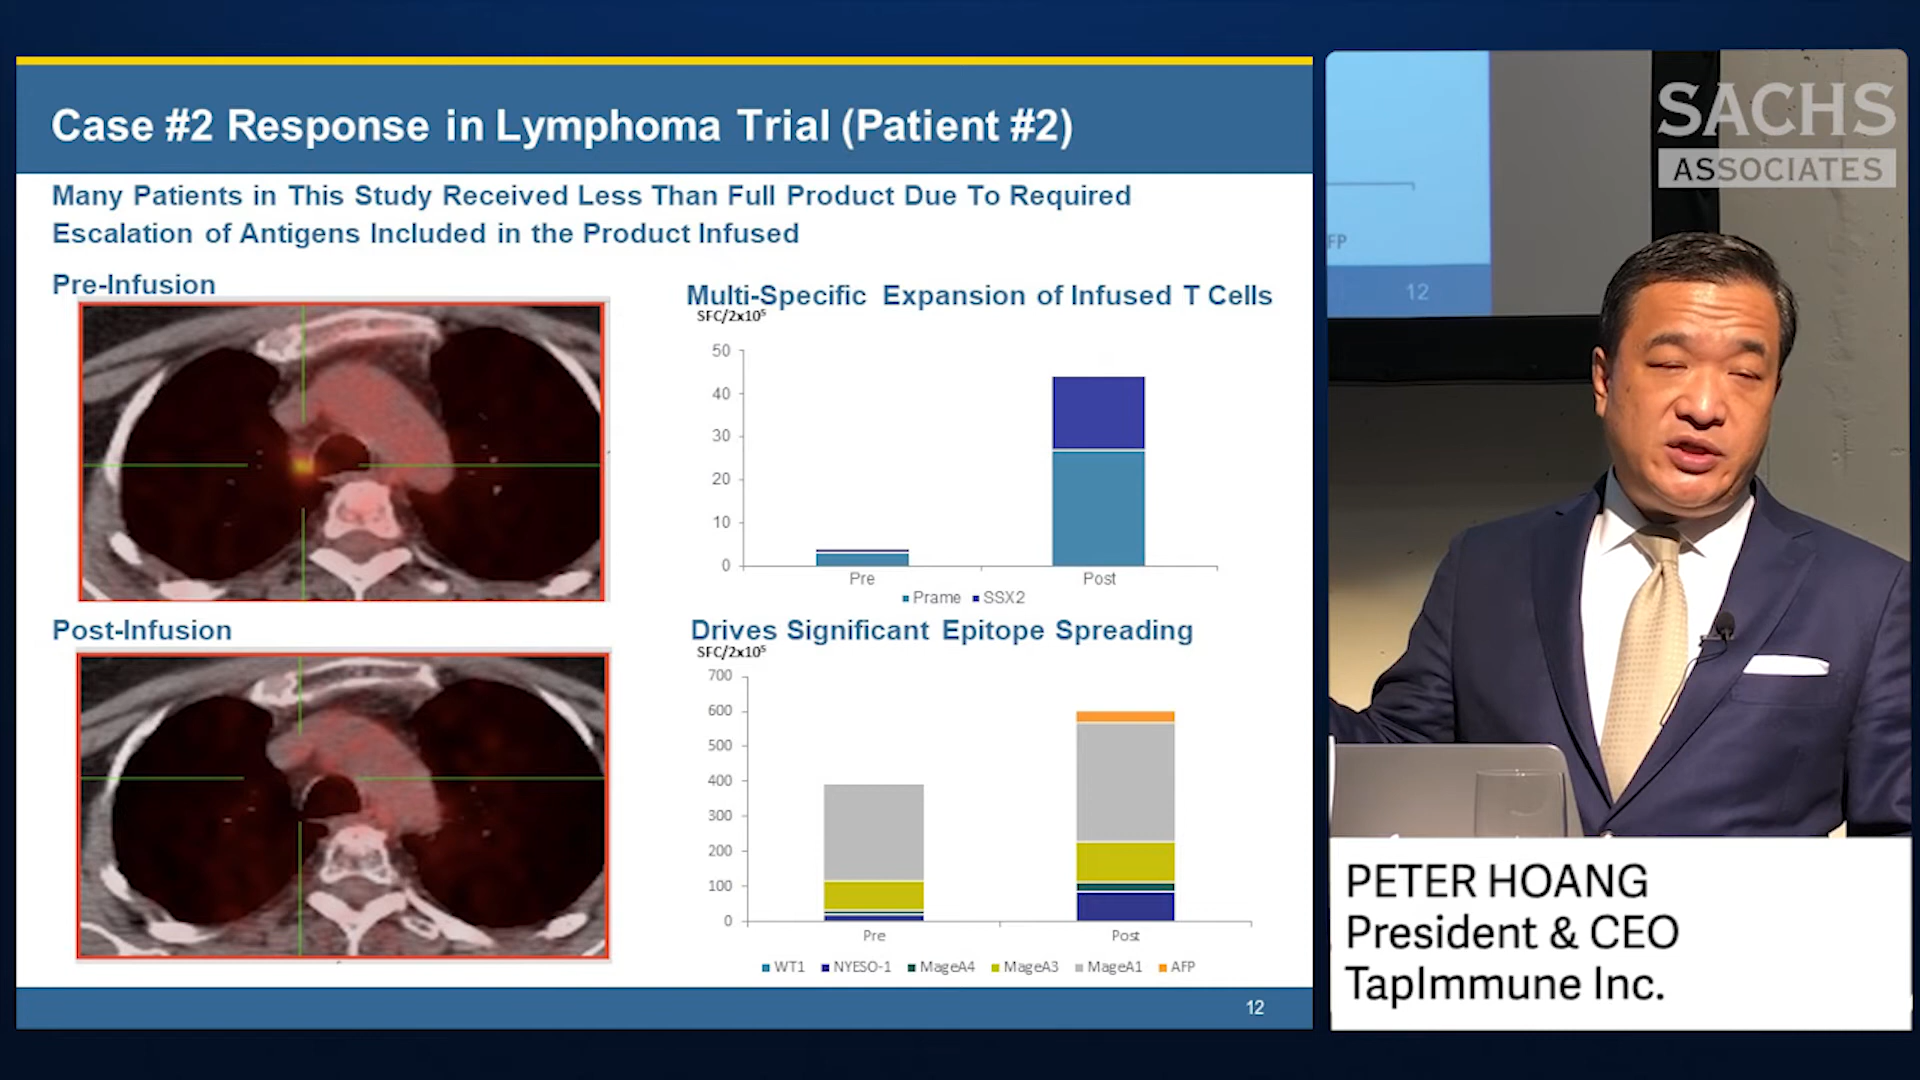 Case #2 Response in Lymphoma Trial (Patient #2)
Many Patients in This Study Received Less Than Full Product Due To Required
Escalation of Antigens Included in the Product Infused
Pre-Infusion
Post-Infusion
Multi-Specific Expansion of Infused T Cells
SFC/2x10⁵
50
40
30
20
10
0
Pre Post
Prame SSX2
Drives Significant Epitope Spreading
SFC/2x10⁵
700
600
500
400
300
200
100
0
Pre Post
WT1 NYESO-1 MageA4 MageA3 MageA1 AFP
12
SACHS
ASSOCIATES
FP
12
PETER HOANG
President & CEO
TapImmune Inc.